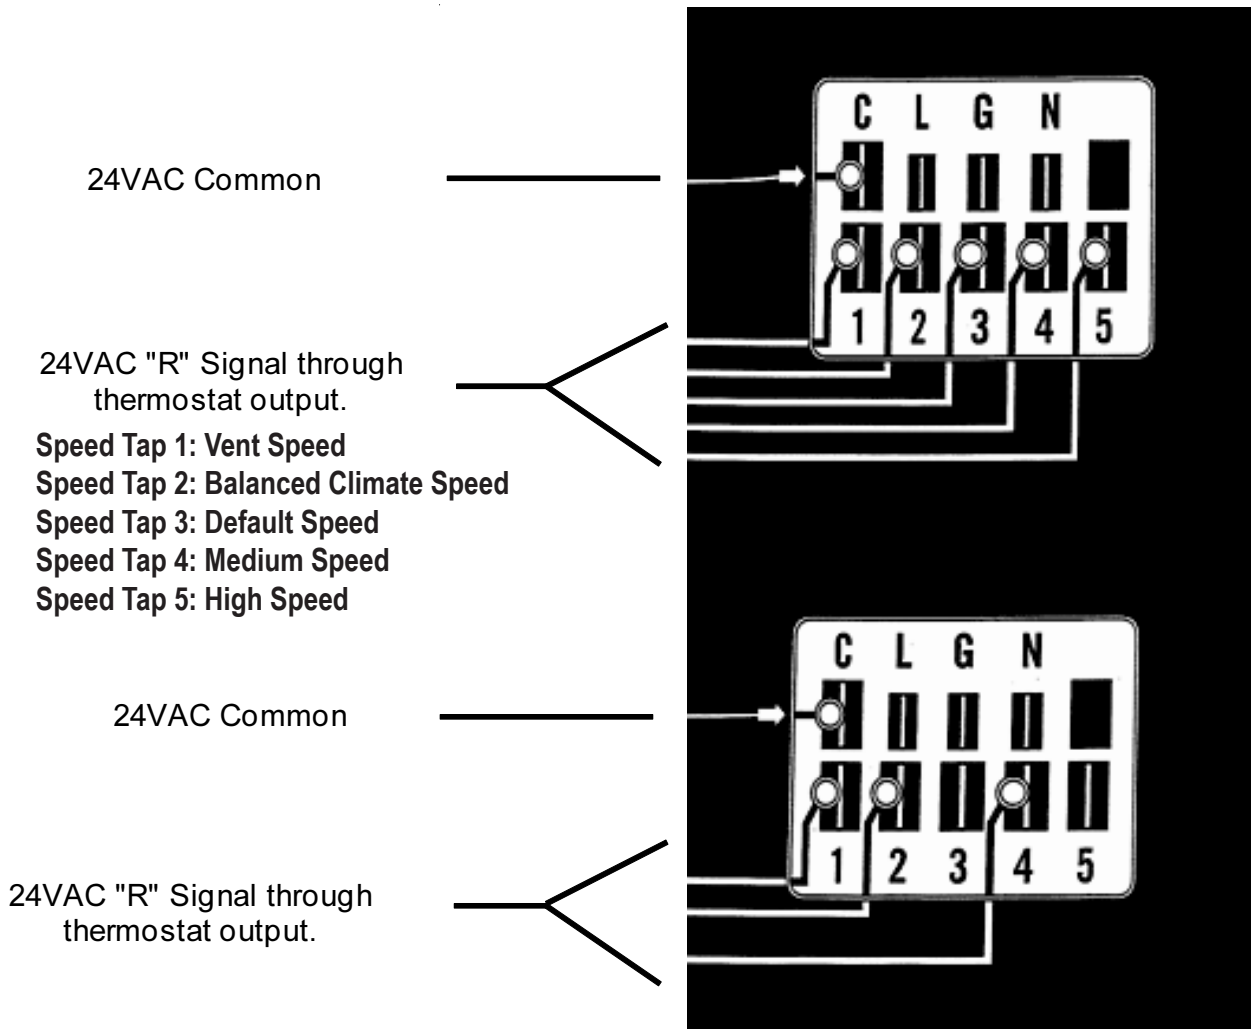 C L G N
24VAC Common
1 2 3 4 5
24VAC "R" Signal through
thermostat output.
Speed Tap 1: Vent Speed
Speed Tap 2: Balanced Climate Speed
Speed Tap 3: Default Speed
Speed Tap 4: Medium Speed
Speed Tap 5: High Speed
C L G N
24VAC Common
1 2 3 4 5
24VAC "R" Signal through
thermostat output.